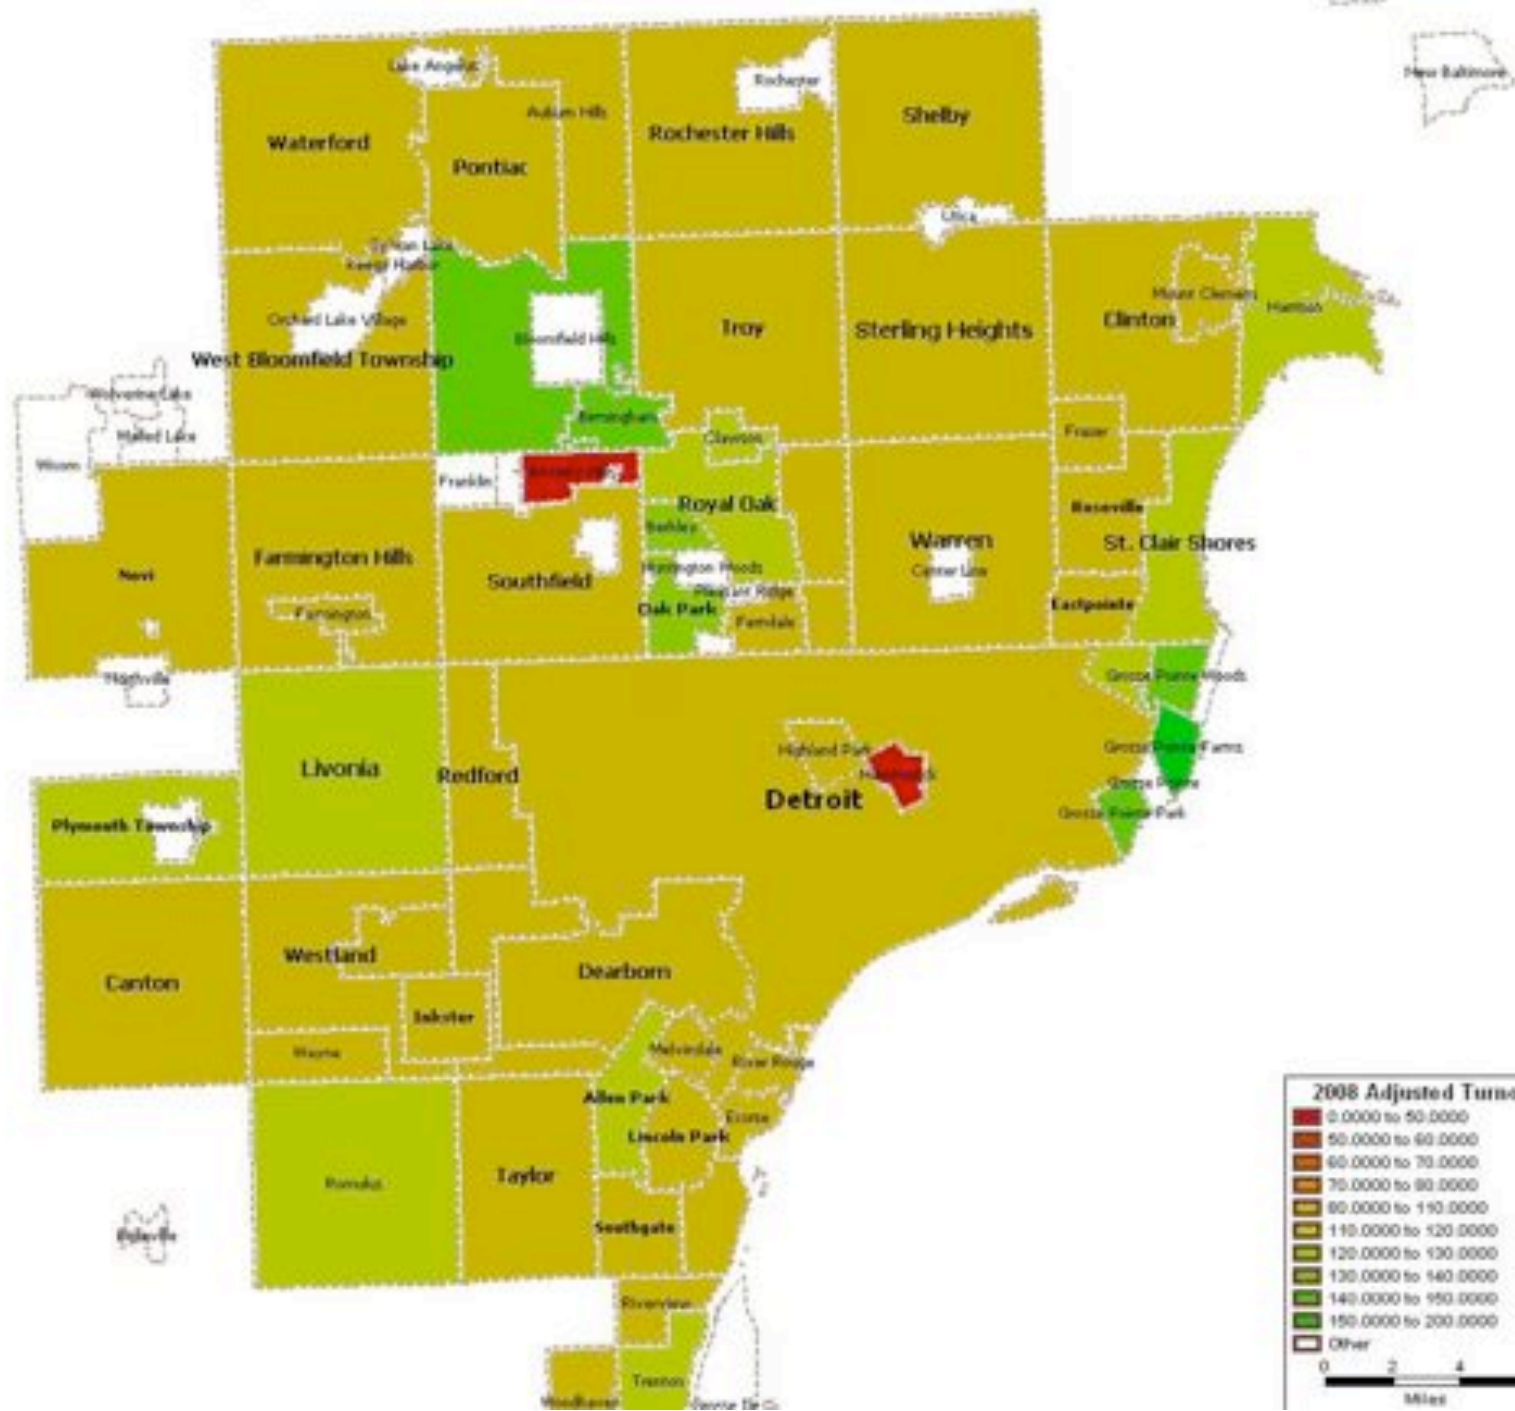 New Baltimore
Lake Angelus
Rochester
Auburn Hills
Shelby
Rochester Hills
Waterford
Pontiac
Utica
Sylvan Lake
Keego Harbor
Mount Clemens
Harrison
Orchard Lake Village
Clinton
Troy
Sterling Heights
Bloomfield Hills
West Bloomfield Township
Wolverine Lake
Birmingham
Walled Lake
Clawson
Fraser
Wixom
Franklin
Royal Oak
Roseville
Berkley
Warren
St. Clair Shores
Farmington Hills
Novi
Southfield
Huntington Woods
Center Line
Pleasant Ridge
Oak Park
Eastpointe
Farmington
Ferndale
Northville
Grosse Pointe Woods
Highland Park
Grosse Pointe Farms
Livonia
Redford
Hamtramck
Grosse Pointe
Detroit
Grosse Pointe Park
Plymouth Township
Westland
Dearborn
Canton
Inkster
Wayne
Melvindale
River Rouge
Allen Park
Ecorse
Lincoln Park
Romulus
Taylor
Southgate
Belleville
Riverview
Trenton
Woodhaven
2008 Adjusted Turno
0.0000 to 50.0000
50.0000 to 60.0000
60.0000 to 70.0000
70.0000 to 80.0000
80.0000 to 110.0000
110.0000 to 120.0000
120.0000 to 130.0000
130.0000 to 140.0000
140.0000 to 150.0000
150.0000 to 200.0000
Other
0 2 4
Miles